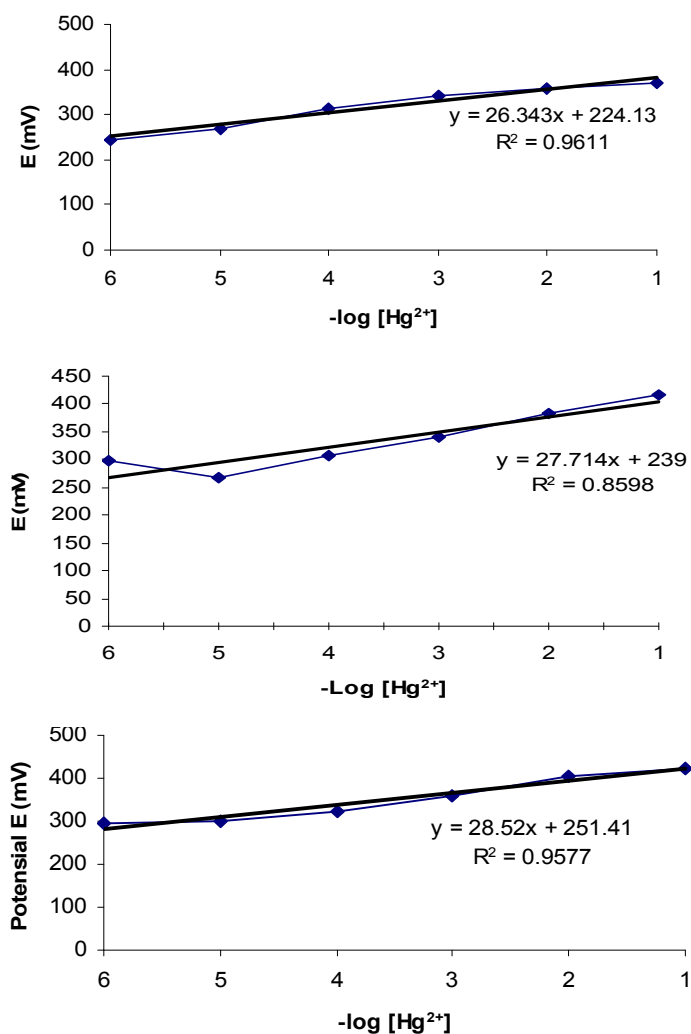 500
400
300
200
100
0
E (mV)
y = 26.343x + 224.13
R² = 0.9611
6 5 4 3 2 1
-log [Hg²⁺]
450
400
350
300
250
200
150
100
50
0
E (mV)
y = 27.714x + 239
R² = 0.8598
6 5 4 3 2 1
-Log [Hg²⁺]
500
400
300
200
100
0
Potensial E (mV)
y = 28.52x + 251.41
R² = 0.9577
6 5 4 3 2 1
-log [Hg²⁺]